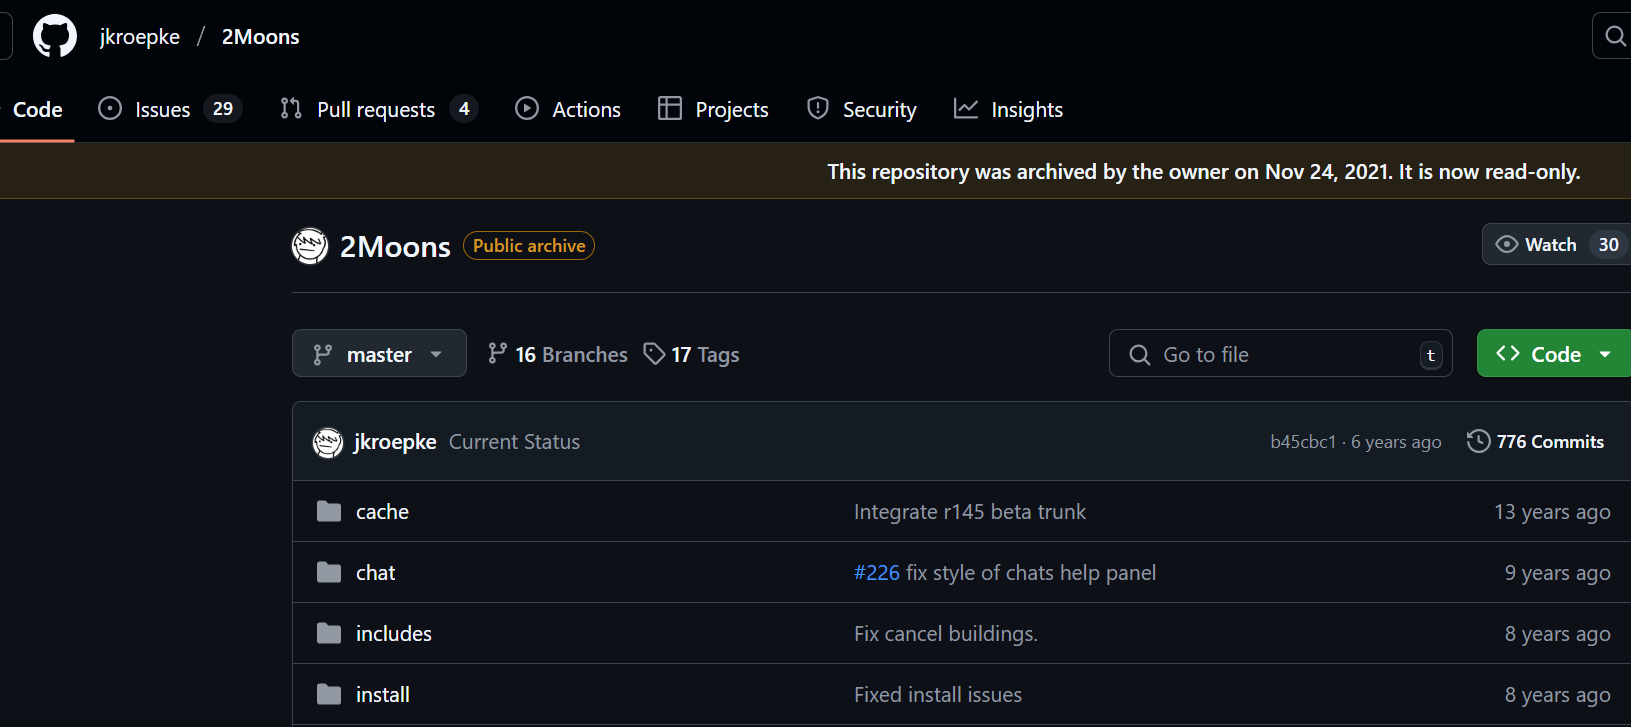 jkroepke / 2Moons
Code Issues 29 Pull requests 4 Actions Projects Security Insights
This repository was archived by the owner on Nov 24, 2021. It is now read-only.
2Moons Public archive Watch 30
master 16 Branches 17 Tags Go to file t Code
jkroepke Current Status b45cbc1 · 6 years ago 776 Commits
cache Integrate r145 beta trunk 13 years ago
chat #226 fix style of chats help panel 9 years ago
includes Fix cancel buildings. 8 years ago
install Fixed install issues 8 years ago